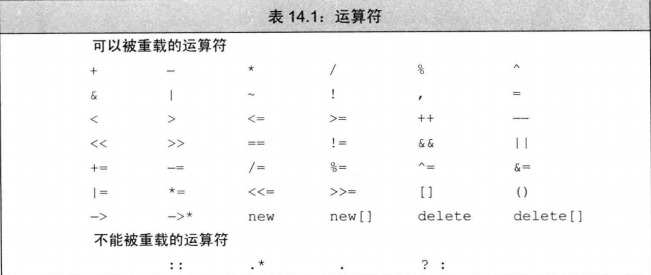 表 14.1：运算符
可以被重载的运算符
+ — * / % ^
& | ~ ! , =
< > <= >= ++ ——
<< >> == != && ||
+= —= /= %= ^= &=
|= *= <<= >>= [] ()
—> —>* new new[] delete delete[]
不能被重载的运算符
:: .* . ? :